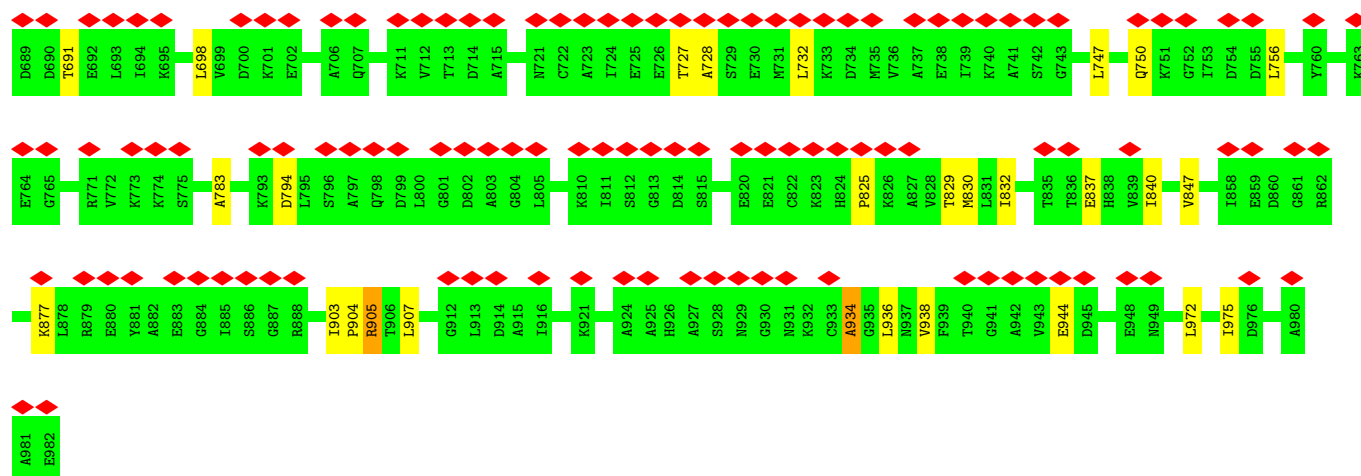 D689 D690 T691 E692 L693 I694 K695 L698 V699 D700 K701 E702 A706 Q707 K711 V712 T713 D714 A715 N721 C722 A723 I724 E725 E726 T727 A728 S729 E730 M731 L732 K733 D734 M735 V736 A737 E738 I739 K740 A741 S742 G743 L747 Q750 K751 G752 I753 D754 D755 L756 Y760 K763
E764 G765 R771 V772 K773 K774 S775 A783 K793 D794 L795 S796 A797 Q798 D799 L800 G801 D802 A803 G804 L805 K810 I811 S812 G813 D814 S815 E820 E821 C822 K823 H824 P825 K826 A827 V828 T829 M830 L831 I832 T835 T836 E837 H838 V839 I840 V847 I858 E859 D860 G861 R862
K877 L878 R879 E880 Y881 A882 E883 G884 I885 S886 G887 R888 I903 P904 R905 T906 L907 G912 L913 D914 A915 I916 K921 A924 A925 H926 A927 S928 N929 G930 N931 K932 C933 A934 G935 L936 N937 V938 F939 T940 G941 A942 V943 E944 D945 E948 N949 L972 I975 D976 A980
A981 E982